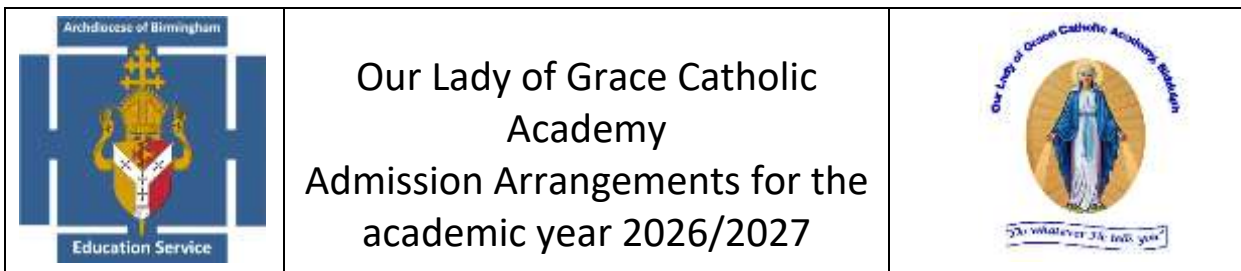 Archdiocese of Birmingham
Education Service
Our Lady of Grace Catholic
Academy
Admission Arrangements for the
academic year 2026/2027
Our Lady of Grace Catholic Academy, Biddulph
"Do whatever He tells you"